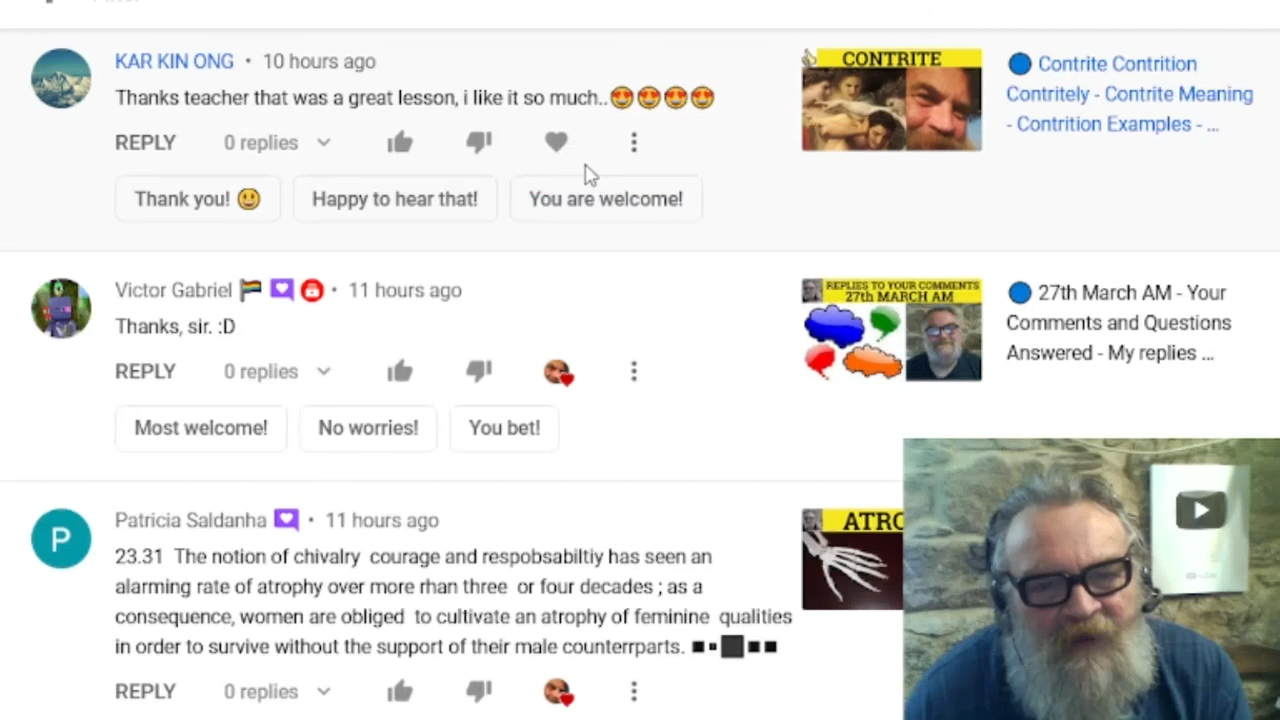 KAR KIN ONG • 10 hours ago
Thanks teacher that was a great lesson, i like it so much..😍😍😍😍
REPLY 0 replies
Thank you! 😃 Happy to hear that! You are welcome!
CONTRITE
Contrite Contrition
Contritely - Contrite Meaning
- Contrition Examples - ...
Victor Gabriel • 11 hours ago
Thanks, sir. :D
REPLY 0 replies
Most welcome! No worries! You bet!
REPLIES TO YOUR COMMENTS
27th MARCH AM
27th March AM - Your
Comments and Questions
Answered - My replies ...
P
Patricia Saldanha • 11 hours ago
23.31 The notion of chivalry courage and respobsabiltiy has seen an
alarming rate of atrophy over more rhan three or four decades ; as a
consequence, women are obliged to cultivate an atrophy of feminine qualities
in order to survive without the support of their male counterrparts. ◾▪⬛◾◾
REPLY 0 replies
ATRO